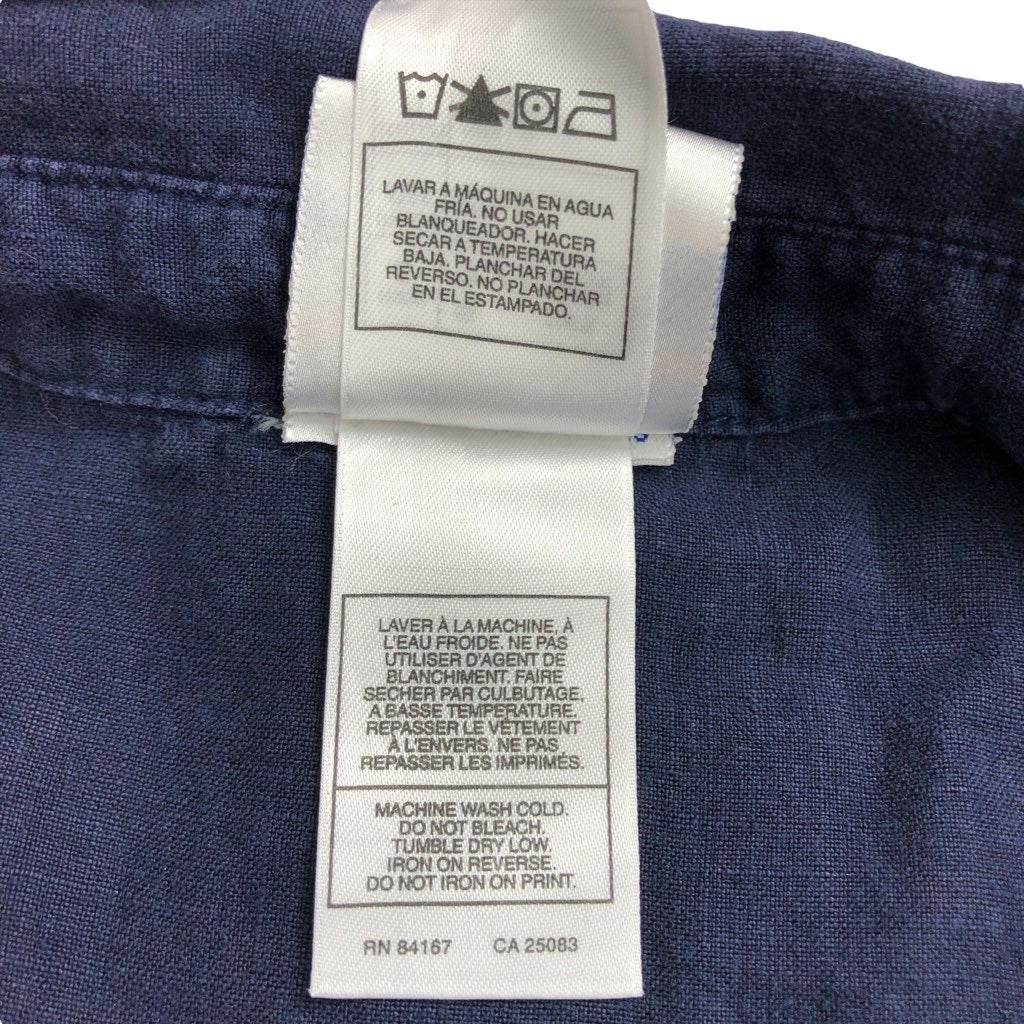 LAVAR A MÁQUINA EN AGUA
FRÍA. NO USAR
BLANQUEADOR. HACER
SECAR A TEMPERATURA
BAJA. PLANCHAR DEL
REVERSO. NO PLANCHAR
EN EL ESTAMPADO.
LAVER À LA MACHINE, À
L'EAU FROIDE. NE PAS
UTILISER D'AGENT DE
BLANCHIMENT. FAIRE
SECHER PAR CULBUTAGE,
A BASSE TEMPERATURE.
REPASSER LE VÊTEMENT
À L'ENVERS. NE PAS
REPASSER LES IMPRIMÉS.
MACHINE WASH COLD.
DO NOT BLEACH.
TUMBLE DRY LOW.
IRON ON REVERSE.
DO NOT IRON ON PRINT.
RN 84167 CA 25083